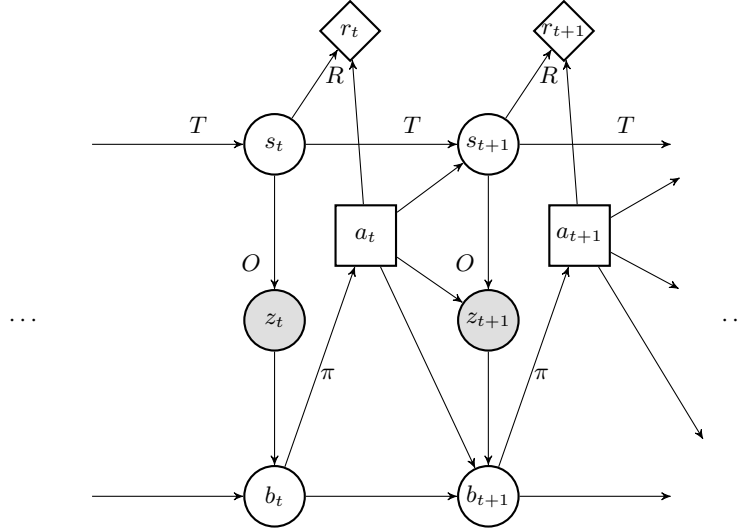 r_t r_{t+1}
R R
T T T
s_t s_{t+1}
a_t a_{t+1}
O O
... z_t z_{t+1} ..
π π
b_t b_{t+1}